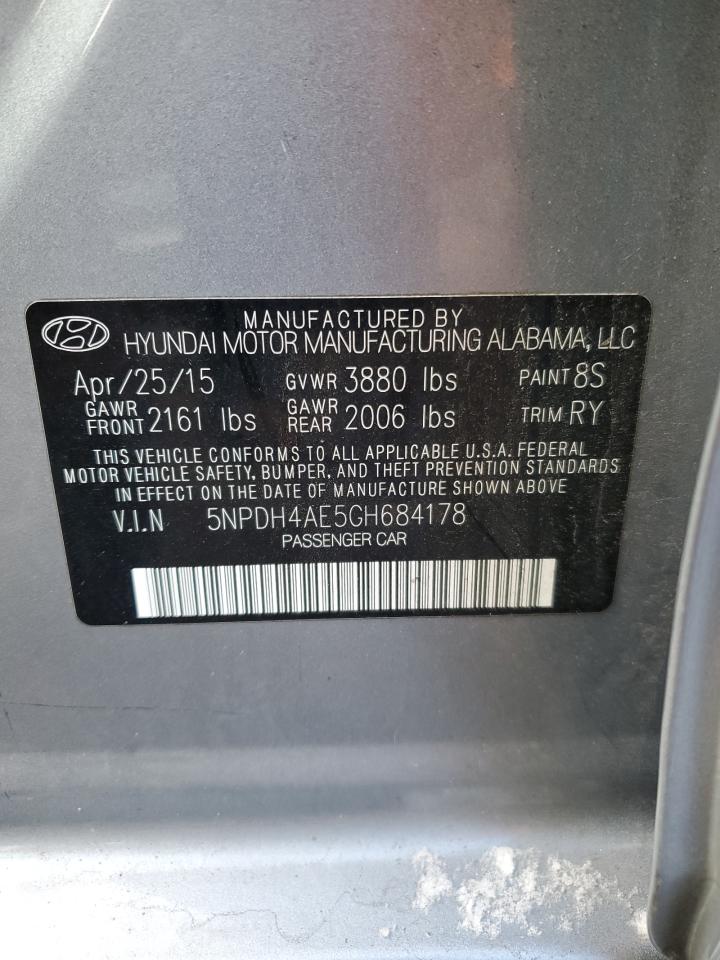 MANUFACTURED BY
HYUNDAI MOTOR MANUFACTURING ALABAMA, LLC
Apr/25/15 GVWR 3880 lbs PAINT 8S
GAWR FRONT 2161 lbs GAWR REAR 2006 lbs TRIM RY
THIS VEHICLE CONFORMS TO ALL APPLICABLE U.S.A. FEDERAL
MOTOR VEHICLE SAFETY, BUMPER, AND THEFT PREVENTION STANDARDS
IN EFFECT ON THE DATE OF MANUFACTURE SHOWN ABOVE
V.I.N 5NPDH4AE5GH684178
PASSENGER CAR